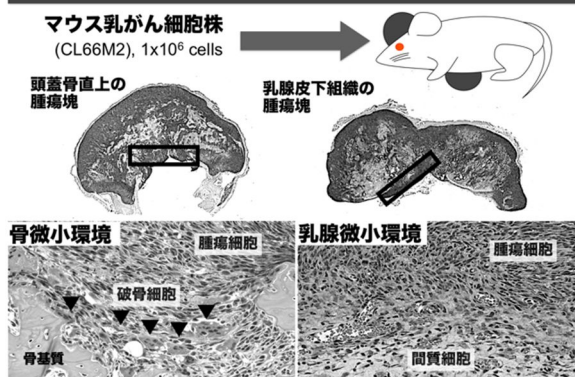 マウス乳がん細胞株
(CL66M2), 1x10⁶ cells
頭蓋骨直上の
腫瘍塊
乳腺皮下組織の
腫瘍塊
骨微小環境
腫瘍細胞
破骨細胞
骨基質
乳腺微小環境
腫瘍細胞
間質細胞